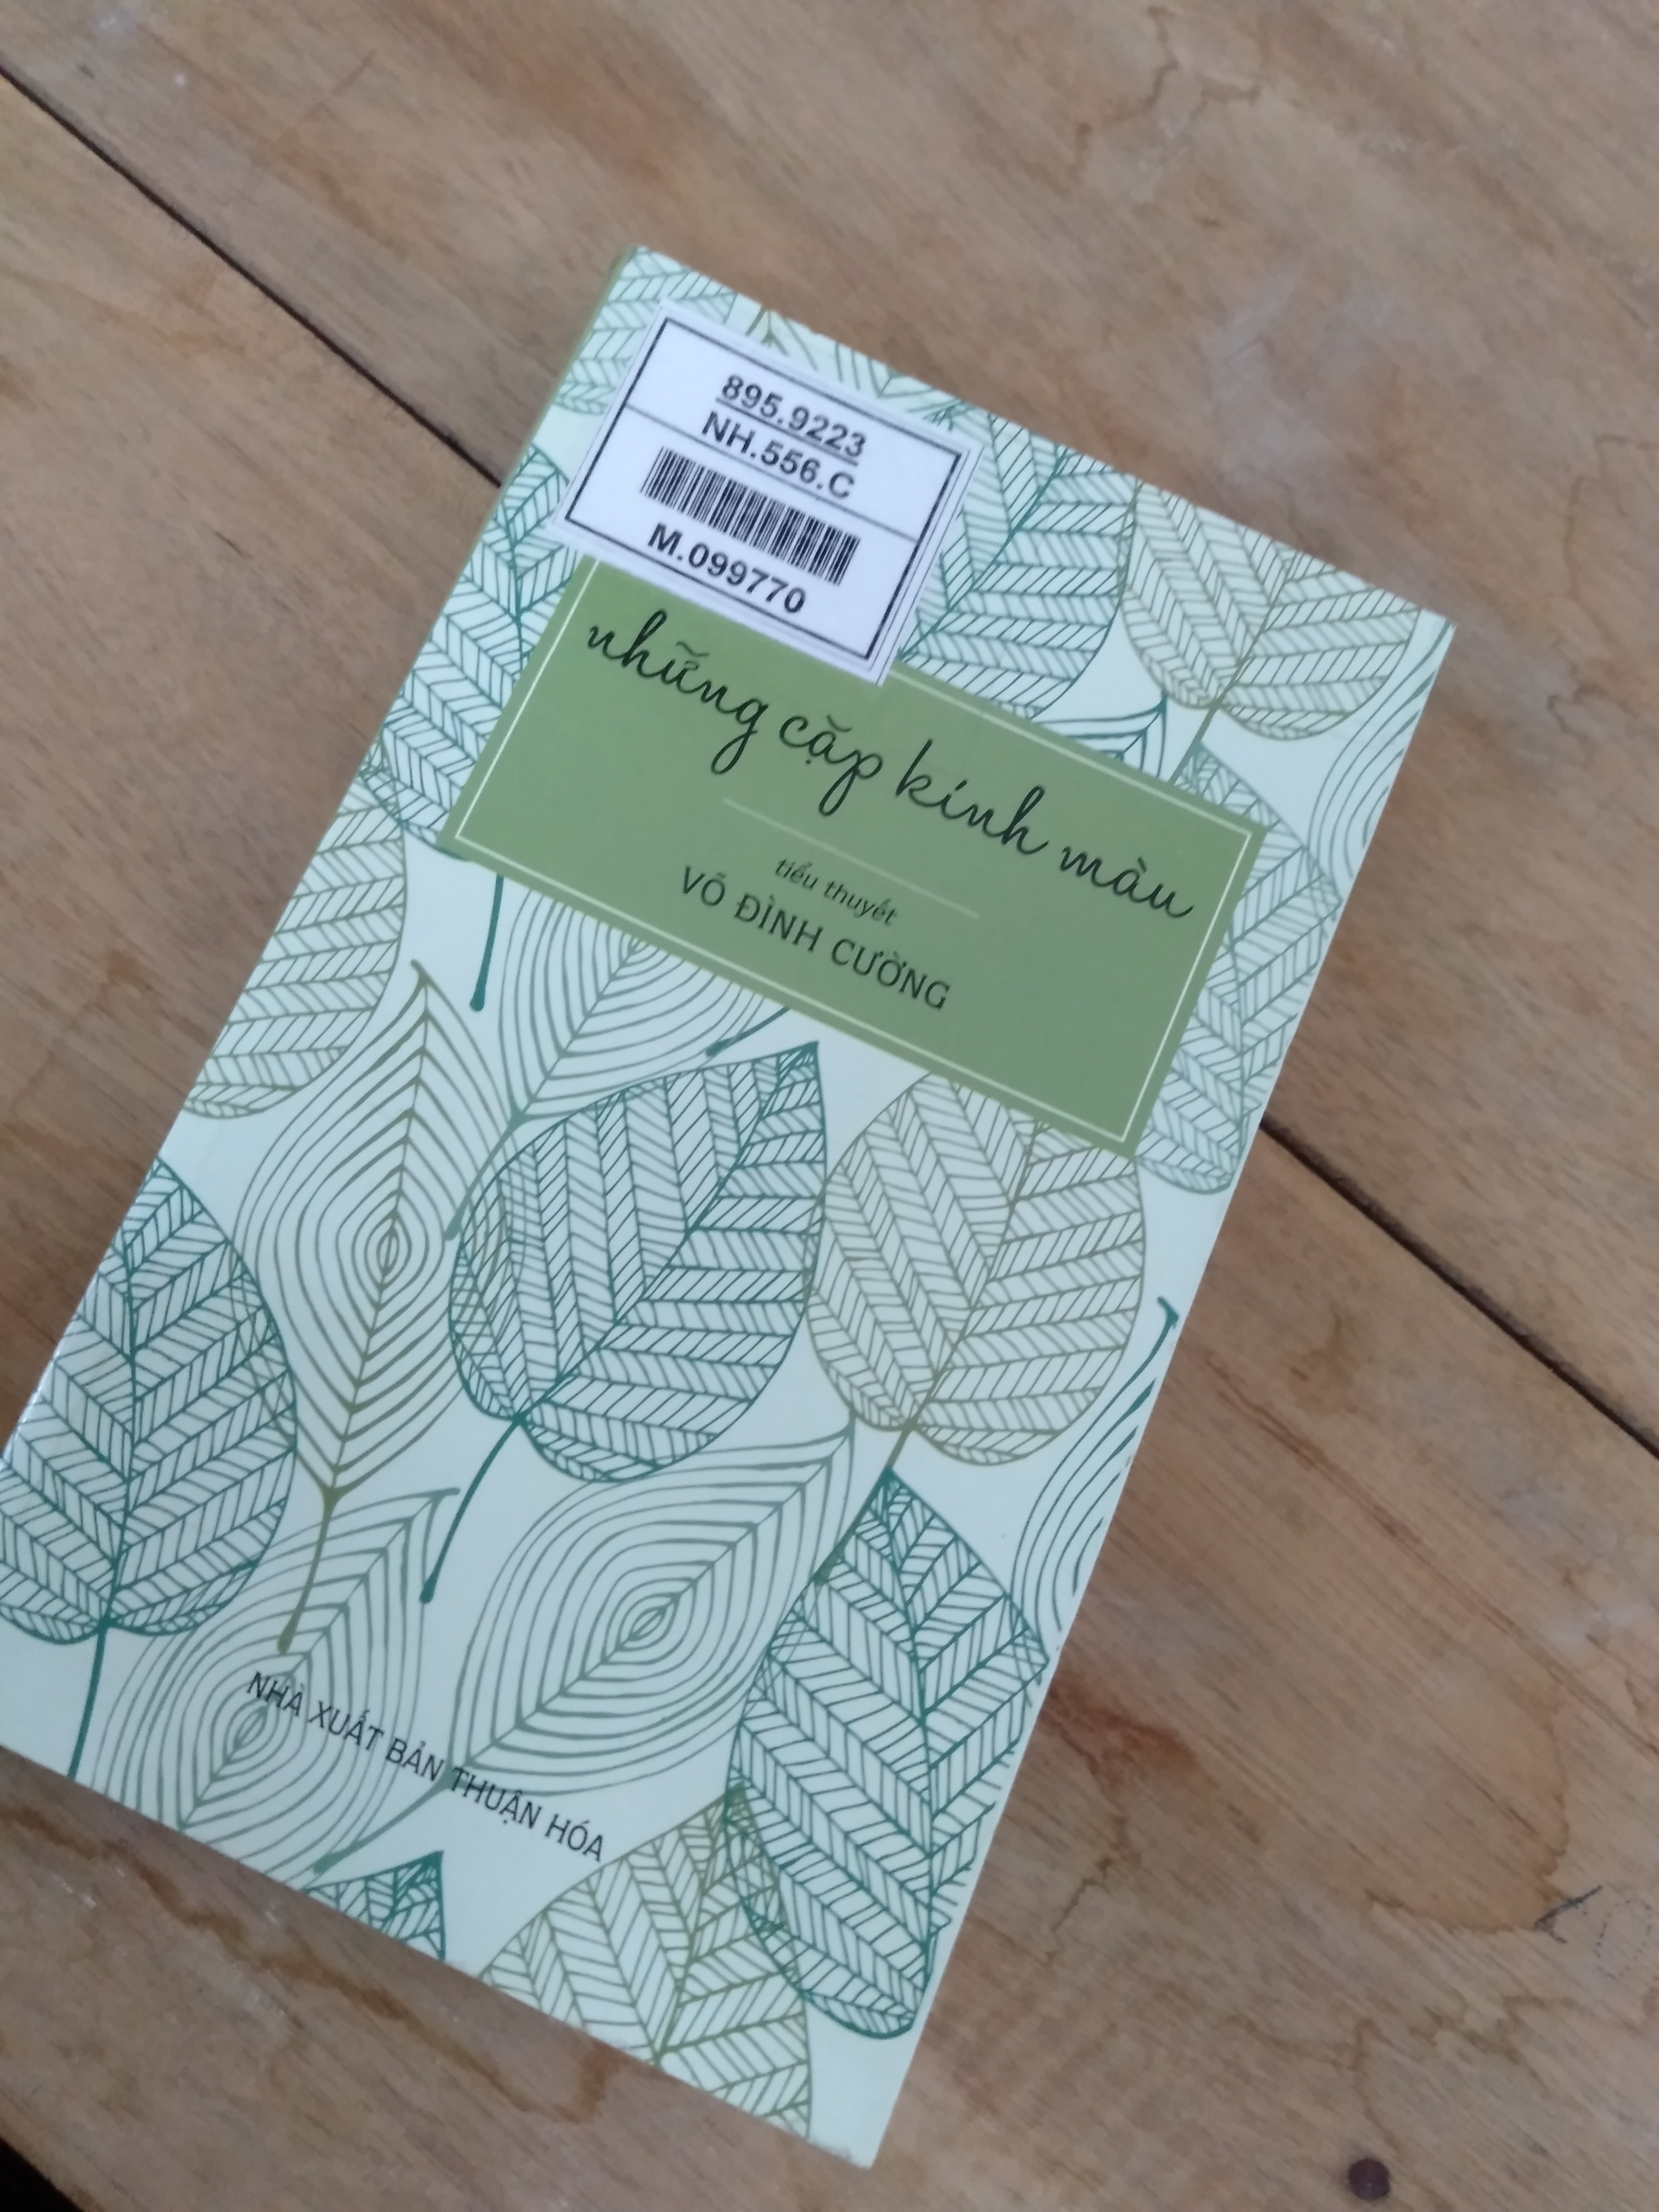 895.9223
NH.556.C
M.099770
những cặp kính màu
tiểu thuyết
VÕ ĐÌNH CƯỜNG
NHÀ XUẤT BẢN THUẬN HÓA